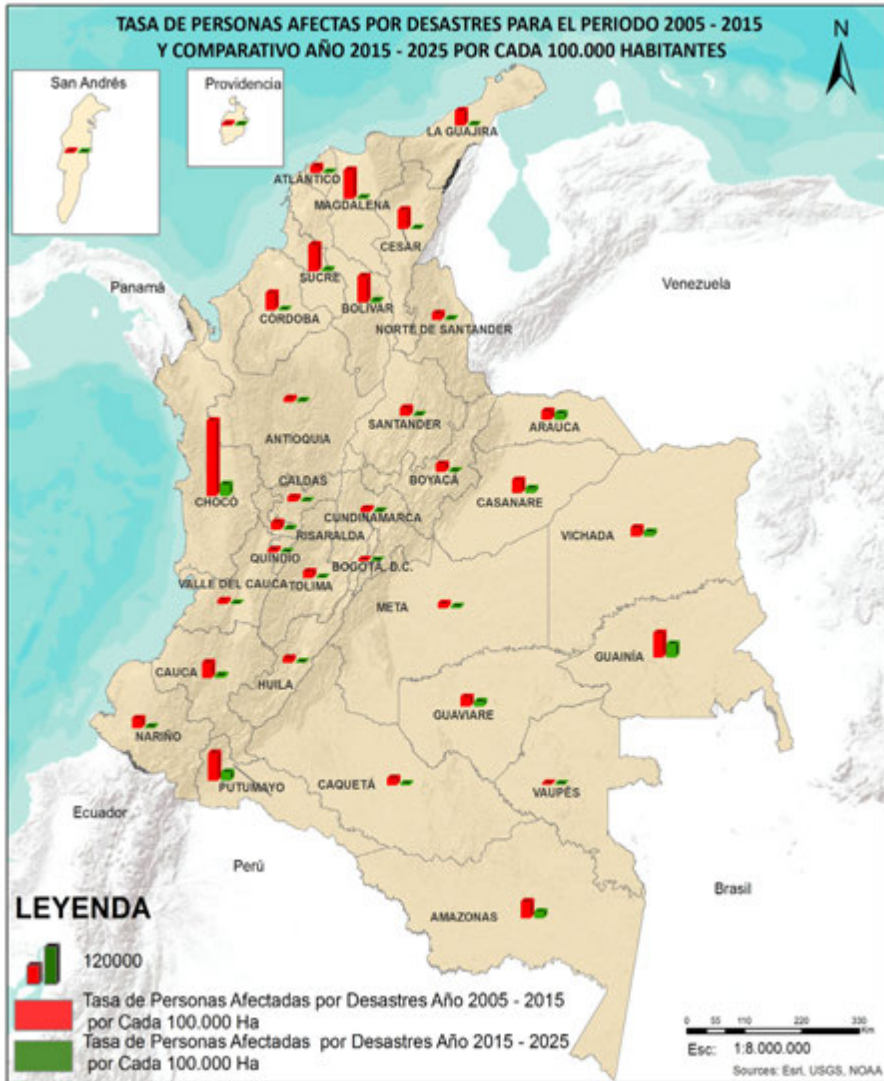 TASA DE PERSONAS AFECTAS POR DESASTRES PARA EL PERIODO 2005 - 2015
Y COMPARATIVO AÑO 2015 - 2025 POR CADA 100.000 HABITANTES
N
San Andrés
Providencia
LA GUAJIRA
ATLÁNTICO
MAGDALENA
CESAR
SUCRE
Panamá
Venezuela
CÓRDOBA
BOLÍVAR
NORTE DE SANTANDER
ANTIOQUIA
SANTANDER
ARAUCA
CHOCÓ
CALDAS
BOYACÁ
CASANARE
CUNDINAMARCA
RISARALDA
VICHADA
QUINDÍO
BOGOTÁ, D.C.
VALLE DEL CAUCA
TOLIMA
META
CAUCA
HUILA
GUAINÍA
GUAVIARE
NARIÑO
PUTUMAYO
CAQUETÁ
VAUPÉS
Ecuador
Perú
Brasil
AMAZONAS
LEYENDA
120000
Tasa de Personas Afectadas por Desastres Año 2005 - 2015
por Cada 100.000 Ha
Tasa de Personas Afectadas por Desastres Año 2015 - 2025
por Cada 100.000 Ha
0 55 110 220 330
Km
Esc: 1:8.000.000
Sources: Esri, USGS, NOAA